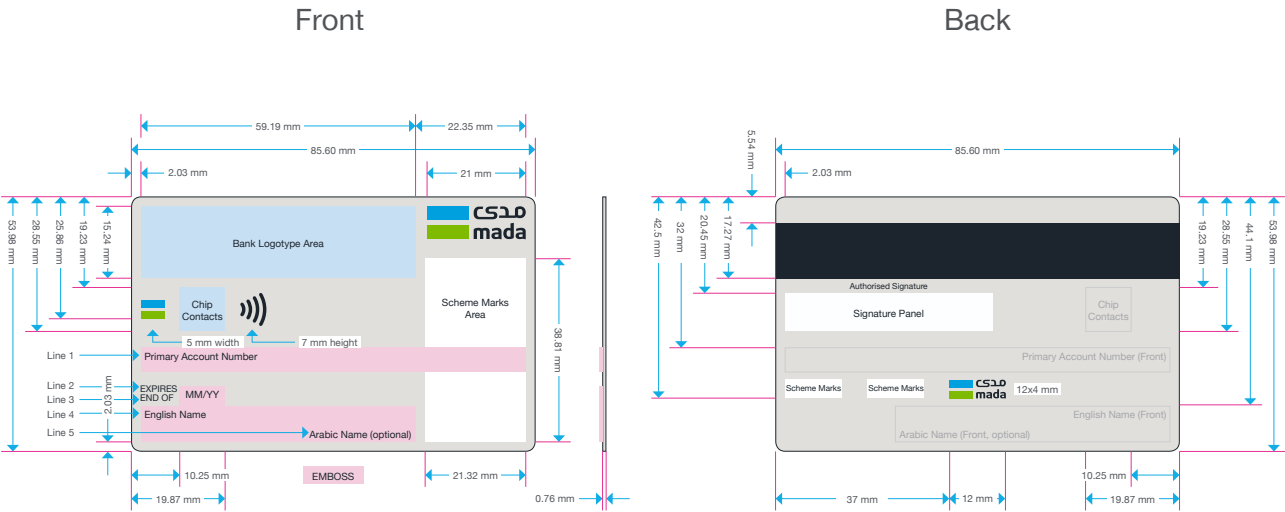 Front
Back
59.19 mm
22.35 mm
85.60 mm
2.03 mm
21 mm
53.98 mm
28.55 mm
25.86 mm
19.23 mm
15.24 mm
Bank Logotype Area
مدى
mada
Chip
Contacts
Scheme Marks
Area
38.81 mm
5 mm width
7 mm height
Line 1
Primary Account Number
Line 2
EXPIRES
Line 3
END OF
MM/YY
2.03 mm
Line 4
English Name
Line 5
Arabic Name (optional)
10.25 mm
EMBOSS
21.32 mm
19.87 mm
0.76 mm
5.54 mm
85.60 mm
2.03 mm
42.5 mm
32 mm
20.45 mm
17.27 mm
19.23 mm
28.55 mm
44.1 mm
53.98 mm
Authorised Signature
Signature Panel
Chip
Contacts
Primary Account Number (Front)
Scheme Marks
Scheme Marks
مدى
mada
12x4 mm
English Name (Front)
Arabic Name (Front, optional)
10.25 mm
37 mm
12 mm
19.87 mm